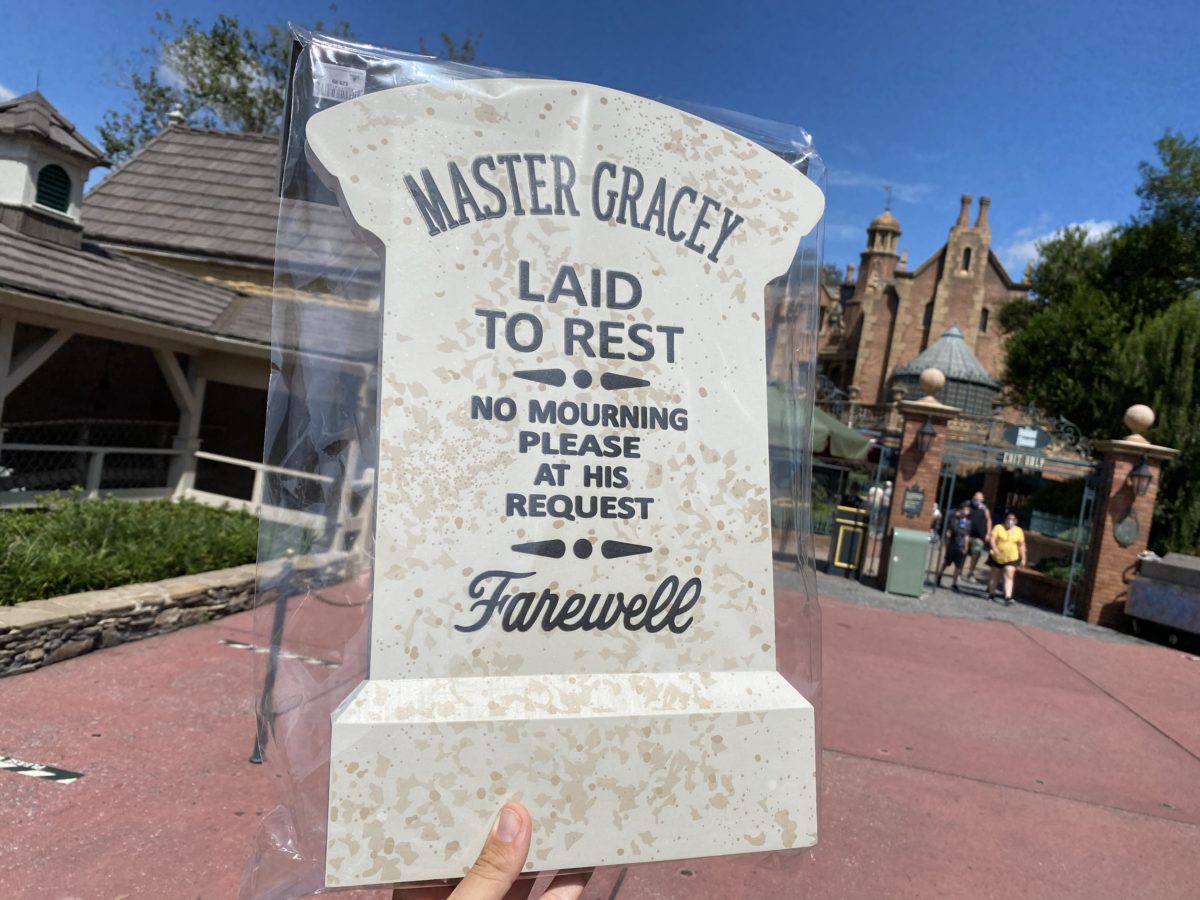 MASTER GRACEY
LAID
TO REST
NO MOURNING
PLEASE
AT HIS
REQUEST
Farewell
EXIT ONLY